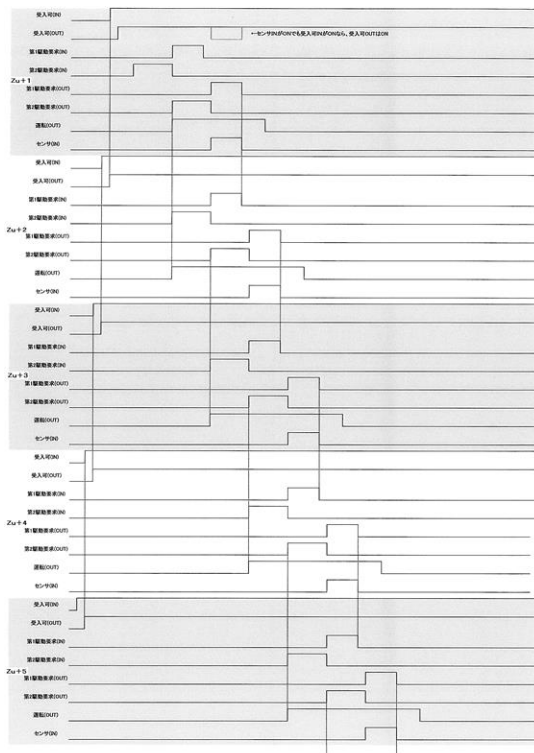 受入可(IN)
受入可(OUT)
←センサINがONでも受入可INがONなら、受入可OUTはON
第1駆動要求(IN)
第2駆動要求(IN)
Zu+1
第1駆動要求(OUT)
第2駆動要求(OUT)
運転(OUT)
センサ(IN)
受入可(IN)
受入可(OUT)
第1駆動要求(IN)
第2駆動要求(IN)
Zu+2
第1駆動要求(OUT)
第2駆動要求(OUT)
運転(OUT)
センサ(IN)
受入可(IN)
受入可(OUT)
第1駆動要求(IN)
第2駆動要求(IN)
Zu+3
第1駆動要求(OUT)
第2駆動要求(OUT)
運転(OUT)
センサ(IN)
受入可(IN)
受入可(OUT)
第1駆動要求(IN)
第2駆動要求(IN)
Zu+4
第1駆動要求(OUT)
第2駆動要求(OUT)
運転(OUT)
センサ(IN)
受入可(IN)
受入可(OUT)
第1駆動要求(IN)
第2駆動要求(IN)
Zu+5
第1駆動要求(OUT)
第2駆動要求(OUT)
運転(OUT)
センサ(IN)